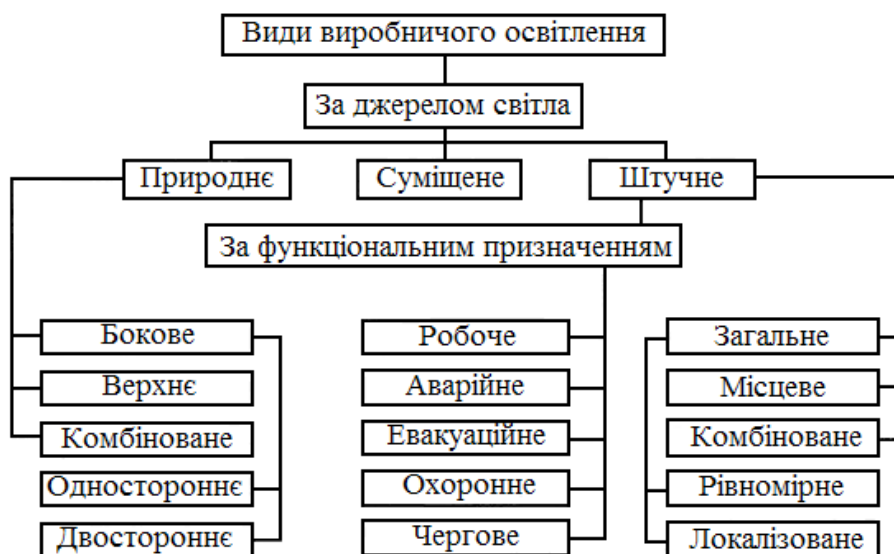 Види виробничого освітлення
За джерелом світла
Природнє
Суміщене
Штучне
За функціональним призначенням
Бокове
Верхнє
Комбіноване
Одностороннє
Двостороннє
Робоче
Аварійне
Евакуаційне
Охоронне
Чергове
Загальне
Місцеве
Комбіноване
Рівномірне
Локалізоване